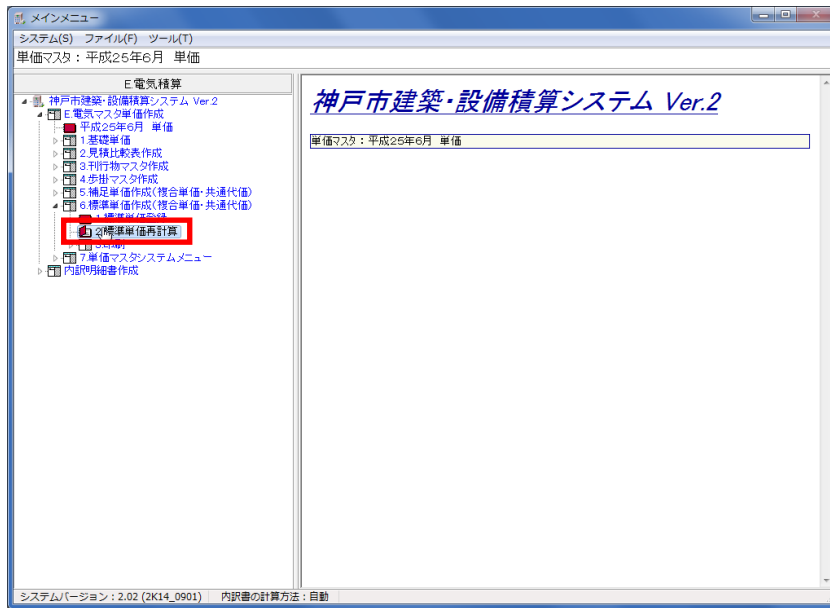 メインメニュー
システム(S) ファイル(F) ツール(T)
単価マスタ：平成25年6月 単価
E.電気積算
神戸市建築・設備積算システム Ver.2
E.電気マスタ単価作成
平成25年6月 単価
1.基礎単価
2.見積比較表作成
3.刊行物マスタ作成
4.歩掛マスタ作成
5.補足単価作成(複合単価・共通代価)
6.標準単価作成(複合単価・共通代価)
1.標準単価登録
2.標準単価再計算
3.印刷
7.単価マスタシステムメニュー
内訳明細書作成
神戸市建築・設備積算システム Ver.2
単価マスタ：平成25年6月 単価
システムバージョン：2.02 (2K14_0901) 内訳書の計算方法：自動